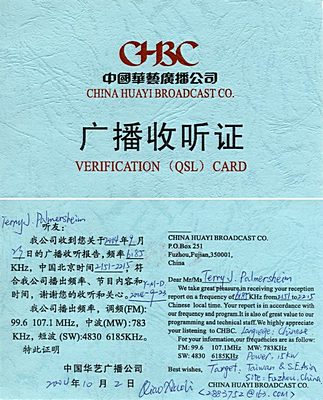 CHBC
中國華藝廣播公司
CHINA HUAYI BROADCAST CO.
广播收听证
VERIFICATION (QSL) CARD
Terry J. Palmersheim
听友:
我公司收到您关于2004年9月
日的广播收听报告,频率6185
KHz,中国北京时间2151-2215,符
合我公司播出频率、节目内容和
时间,谢谢您的收听和关心。
我公司播出频率,调频(FM):
99.6 107.1 MHz,中波(MW):783
KHz,短波 (SW):4830 6185KHz。
特此证明
中国华艺广播公司
2004 年 10 月 2 日
CHINA HUAYI BROADCAST CO.
P.O.Box 251
Fuzhou,Fujian,350001,
China
Dear Mr/Ms Terry J. Palmersheim
We take great pleasure,in receiving your reception
report on a frequency of 6185 KHz from 2151 to 2215
Chinese local time. Your report is in accordance with
our frequency and program.It is also of great value to our
programming and technical staff.We highly appreciate
your listening to CHBC. Language: Chinese
For your information,our frequencies are as follow:
FM: 99.6 107.1MHz MW: 783MHz
SW: 4830 6185KHz Power: 15kw
Best wishes, Target: Taiwan & S.E.Asia
Site: Fuzhou, China
CHINA HUAYI BROADCAST CO.